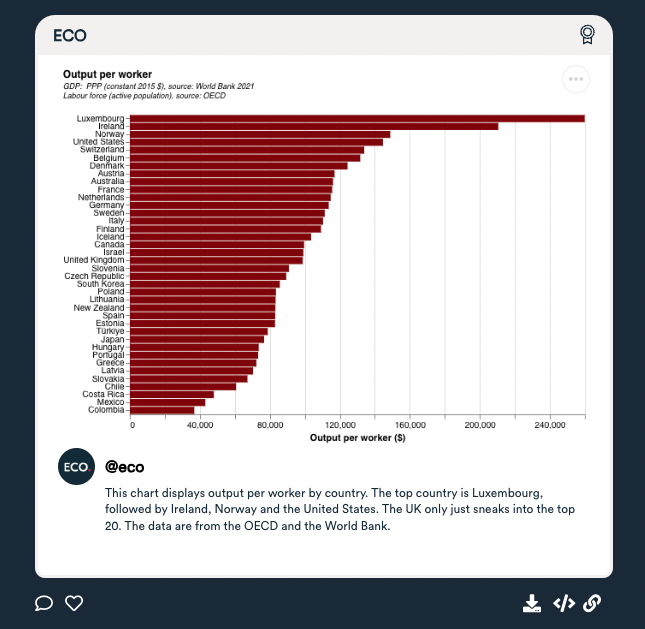 ECO
Output per worker
GDP: PPP (constant 2015 $), source: World Bank 2021
Labour force (active population), source: OECD
Luxembourg
Ireland
Norway
United States
Switzerland
Belgium
Denmark
Austria
Australia
France
Netherlands
Germany
Sweden
Italy
Finland
Iceland
Canada
Israel
United Kingdom
Slovenia
Czech Republic
South Korea
Poland
Lithuania
New Zealand
Spain
Estonia
Türkiye
Japan
Hungary
Portugal
Greece
Latvia
Slovakia
Chile
Costa Rica
Mexico
Colombia
0 40,000 80,000 120,000 160,000 200,000 240,000
Output per worker ($)
ECO.
@eco
This chart displays output per worker by country. The top country is Luxembourg,
followed by Ireland, Norway and the United States. The UK only just sneaks into the top
20. The data are from the OECD and the World Bank.